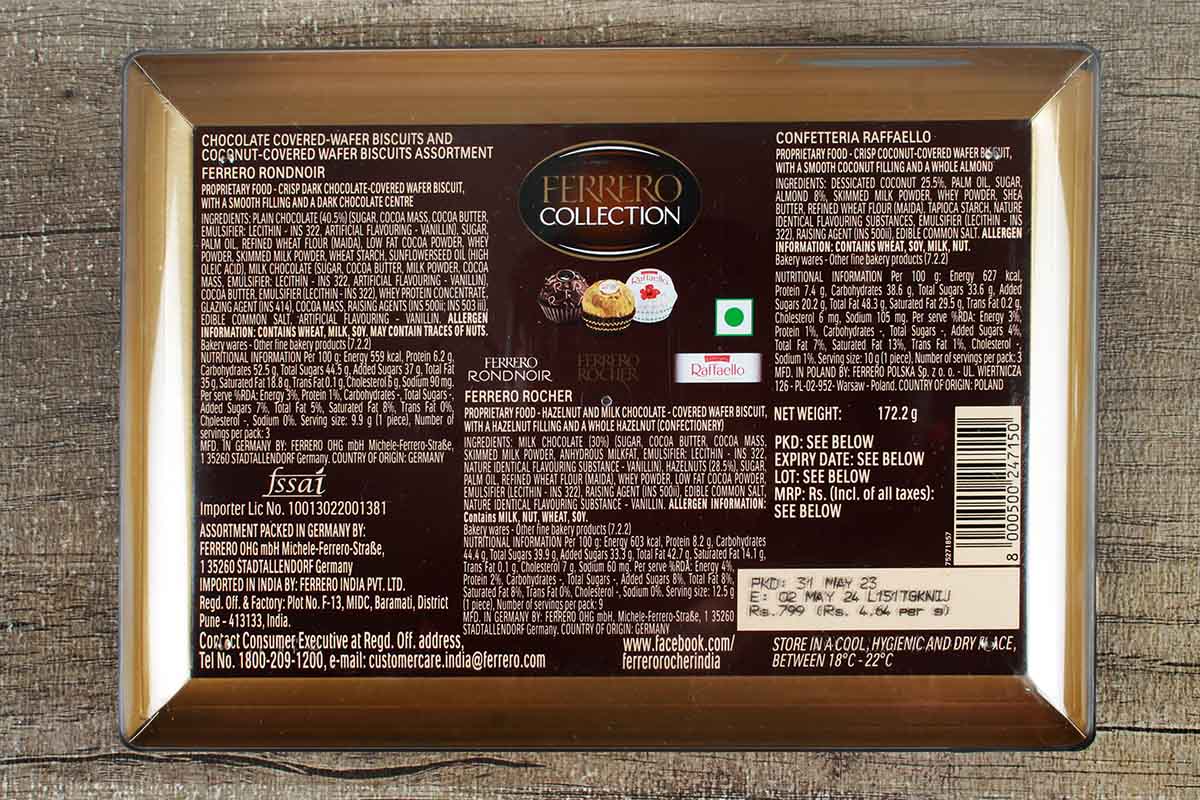 CHOCOLATE COVERED-WAFER BISCUITS AND
COCONUT-COVERED WAFER BISCUITS ASSORTMENT
FERRERO RONDNOIR
PROPRIETARY FOOD - CRISP DARK CHOCOLATE-COVERED WAFER BISCUIT,
WITH A SMOOTH FILLING AND A DARK CHOCOLATE CENTRE
INGREDIENTS: PLAIN CHOCOLATE (40.5%) (SUGAR, COCOA MASS, COCOA BUTTER,
EMULSIFIER: LECITHIN - INS 322, ARTIFICIAL FLAVOURING - VANILLIN), SUGAR,
PALM OIL, REFINED WHEAT FLOUR (MAIDA), LOW FAT COCOA POWDER, WHEY
POWDER, SKIMMED MILK POWDER, WHEAT STARCH, SUNFLOWERSEED OIL (HIGH
OLEIC ACID), MILK CHOCOLATE (SUGAR, COCOA BUTTER, MILK POWDER, COCOA
MASS, EMULSIFIER: LECITHIN - INS 322, ARTIFICIAL FLAVOURING - VANILLIN),
COCOA BUTTER, EMULSIFIER (LECITHIN - INS 322), WHEY PROTEIN CONCENTRATE,
GLAZING AGENT (INS 414), COCOA MASS, RAISING AGENTS (INS 500ii; INS 503 ii),
EDIBLE COMMON SALT, ARTIFICIAL FLAVOURING - VANILLIN. ALLERGEN
INFORMATION: CONTAINS WHEAT, MILK, SOY. MAY CONTAIN TRACES OF NUTS.
Bakery wares - Other fine bakery products (7.2.2)
NUTRITIONAL INFORMATION Per 100 g: Energy 559 kcal, Protein 6.2 g,
Carbohydrates 52.5 g, Total Sugars 44.5 g, Added Sugars 37 g, Total Fat
35 g, Saturated Fat 18.8 g, Trans Fat 0.1 g, Cholesterol 6 g, Sodium 90 mg.
Per serve %RDA: Energy 3%, Protein 1%, Carbohydrates -, Total Sugars -,
Added Sugars 7%, Total Fat 5%, Saturated Fat 8%, Trans Fat 0%,
Cholesterol -, Sodium 0%. Serving size: 9.9 g (1 piece), Number of
servings per pack: 3
MFD. IN GERMANY BY: FERRERO OHG mbH Michele-Ferrero-Straße,
1 35260 STADTALLENDORF Germany. COUNTRY OF ORIGIN: GERMANY
fssai
Importer Lic No. 10013022001381
ASSORTMENT PACKED IN GERMANY BY:
FERRERO OHG mbH Michele-Ferrero-Straße,
1 35260 STADTALLENDORF Germany
IMPORTED IN INDIA BY: FERRERO INDIA PVT. LTD.
Regd. Off. & Factory: Plot No. F-13, MIDC, Baramati, District
Pune - 413133, India.
Contact Consumer Executive at Regd. Off. address,
Tel No. 1800-209-1200, e-mail: customercare.india@ferrero.com
FERRERO
COLLECTION
Raffaello
FERRERO
RONDNOIR
FERRERO
ROCHER
Raffaello
FERRERO ROCHER
PROPRIETARY FOOD - HAZELNUT AND MILK CHOCOLATE - COVERED WAFER BISCUIT,
WITH A HAZELNUT FILLING AND A WHOLE HAZELNUT (CONFECTIONERY)
INGREDIENTS: MILK CHOCOLATE (30%) (SUGAR, COCOA BUTTER, COCOA MASS,
SKIMMED MILK POWDER, ANHYDROUS MILKFAT, EMULSIFIER: LECITHIN - INS 322,
NATURE IDENTICAL FLAVOURING SUBSTANCE - VANILLIN), HAZELNUTS (28.5%), SUGAR,
PALM OIL, REFINED WHEAT FLOUR (MAIDA), WHEY POWDER, LOW FAT COCOA POWDER,
EMULSIFIER (LECITHIN - INS 322), RAISING AGENT (INS 500ii), EDIBLE COMMON SALT,
NATURE IDENTICAL FLAVOURING SUBSTANCE - VANILLIN. ALLERGEN INFORMATION:
Contains MILK, NUT, WHEAT, SOY.
Bakery wares - Other fine bakery products (7.2.2)
NUTRITIONAL INFORMATION Per 100 g: Energy 603 kcal, Protein 8.2 g, Carbohydrates
44.4 g, Total Sugars 39.9 g, Added Sugars 33.3 g, Total Fat 42.7 g, Saturated Fat 14.1 g,
Trans Fat 0.1 g, Cholesterol 7 g, Sodium 60 mg. Per serve %RDA: Energy 4%,
Protein 2%, Carbohydrates -, Total Sugars -, Added Sugars 8%, Total Fat 8%,
Saturated Fat 8%, Trans Fat 0%, Cholesterol -, Sodium 0%. Serving size: 12.5 g
(1 piece), Number of servings per pack: 9
MFD. IN GERMANY BY: FERRERO OHG mbH, Michele-Ferrero-Straße, 1 35260
STADTALLENDORF Germany. COUNTRY OF ORIGIN: GERMANY
www.facebook.com/
ferrerorocherindia
CONFETTERIA RAFFAELLO
PROPRIETARY FOOD - CRISP COCONUT-COVERED WAFER BISCUIT,
WITH A SMOOTH COCONUT FILLING AND A WHOLE ALMOND
INGREDIENTS: DESSICATED COCONUT 25.5%, PALM OIL, SUGAR,
ALMOND 8%, SKIMMED MILK POWDER, WHEY POWDER, SHEA
BUTTER, REFINED WHEAT FLOUR (MAIDA), TAPIOCA STARCH, NATURE
IDENTICAL FLAVOURING SUBSTANCES, EMULSIFIER (LECITHIN - INS
322), RAISING AGENT (INS 500ii), EDIBLE COMMON SALT. ALLERGEN
INFORMATION: CONTAINS WHEAT, SOY, MILK, NUT.
Bakery wares - Other fine bakery products (7.2.2)
NUTRITIONAL INFORMATION Per 100 g: Energy 627 kcal,
Protein 7.4 g, Carbohydrates 38.6 g, Total Sugars 33.6 g, Added
Sugars 20.2 g, Total Fat 48.3 g, Saturated Fat 29.5 g, Trans Fat 0.2 g,
Cholesterol 6 mg, Sodium 105 mg. Per serve %RDA: Energy 3%,
Protein 1%, Carbohydrates -, Total Sugars -, Added Sugars 4%,
Total Fat 7%, Saturated Fat 13%, Trans Fat 1%, Cholesterol -,
Sodium 1%. Serving size: 10 g (1 piece), Number of servings per pack: 3
MFD. IN POLAND BY: FERRERO POLSKA Sp. z o. o. - UL. WIERTNICZA
126 - PL-02-952- Warsaw - Poland. COUNTRY OF ORIGIN: POLAND
NET WEIGHT: 172.2 g
PKD: SEE BELOW
EXPIRY DATE: SEE BELOW
LOT: SEE BELOW
MRP: Rs. (Incl. of all taxes):
SEE BELOW
75271857
8 000500 247150
PKD: 31 MAY 23
E: 02 MAY 24 L151TGKNIJ
Rs.799 (Rs. 4.64 per g)
STORE IN A COOL, HYGIENIC AND DRY PLACE,
BETWEEN 18°C - 22°C